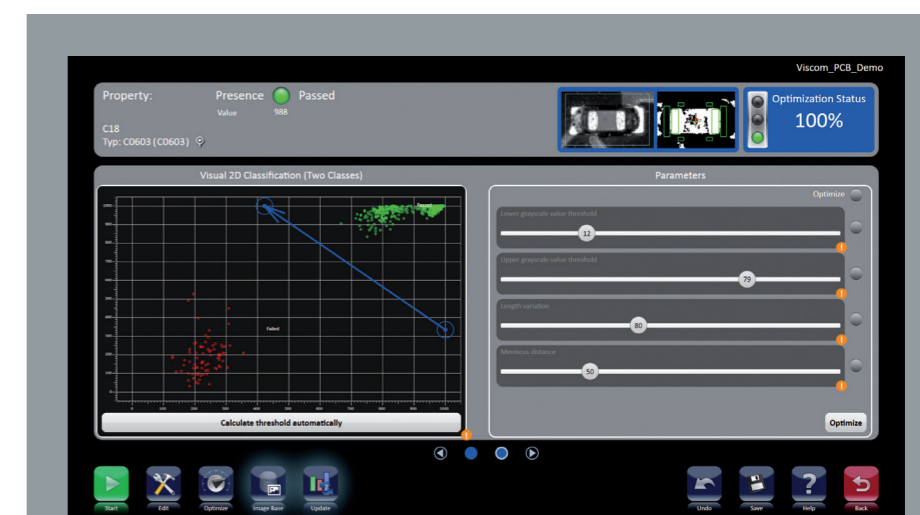 Viscom_PCB_Demo
Property:
Presence
Passed
Value
988
C18
Typ: C0603 (C0603)
Optimization Status
100%
Visual 2D Classification (Two Classes)
Parameters
Optimize
Passed
Failed
Lower grayscale value threshold
12
Upper grayscale value threshold
79
Length variation
80
Meniscus distance
50
Calculate threshold automatically
Optimize
Start
Edit
Optimize
Image Base
Update
Undo
Save
Help
Back